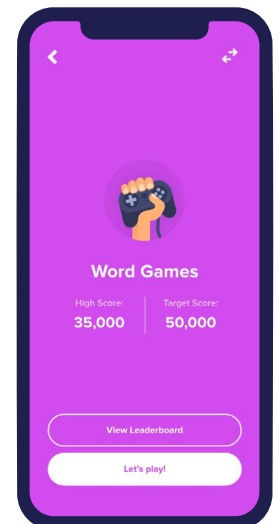 Word Games
High Score: Target Score:
35,000 50,000
View Leaderboard
Let's play!